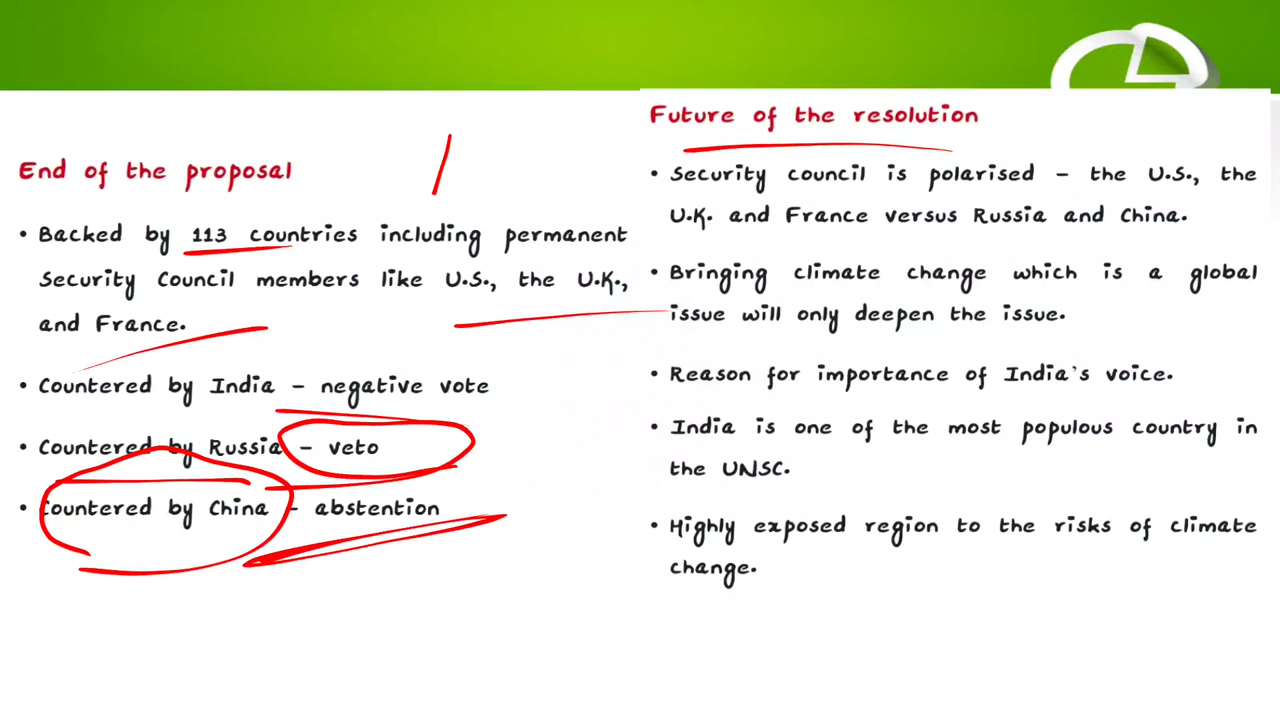 End of the proposal
• Backed by 113 countries including permanent
Security Council members like U.S., the U.K.,
and France.
• Countered by India – negative vote
• Countered by Russia – veto
• Countered by China – abstention
Future of the resolution
• Security council is polarised – the U.S., the
U.K. and France versus Russia and China.
• Bringing climate change which is a global
issue will only deepen the issue.
• Reason for importance of India's voice.
• India is one of the most populous country in
the UNSC.
• Highly exposed region to the risks of climate
change.